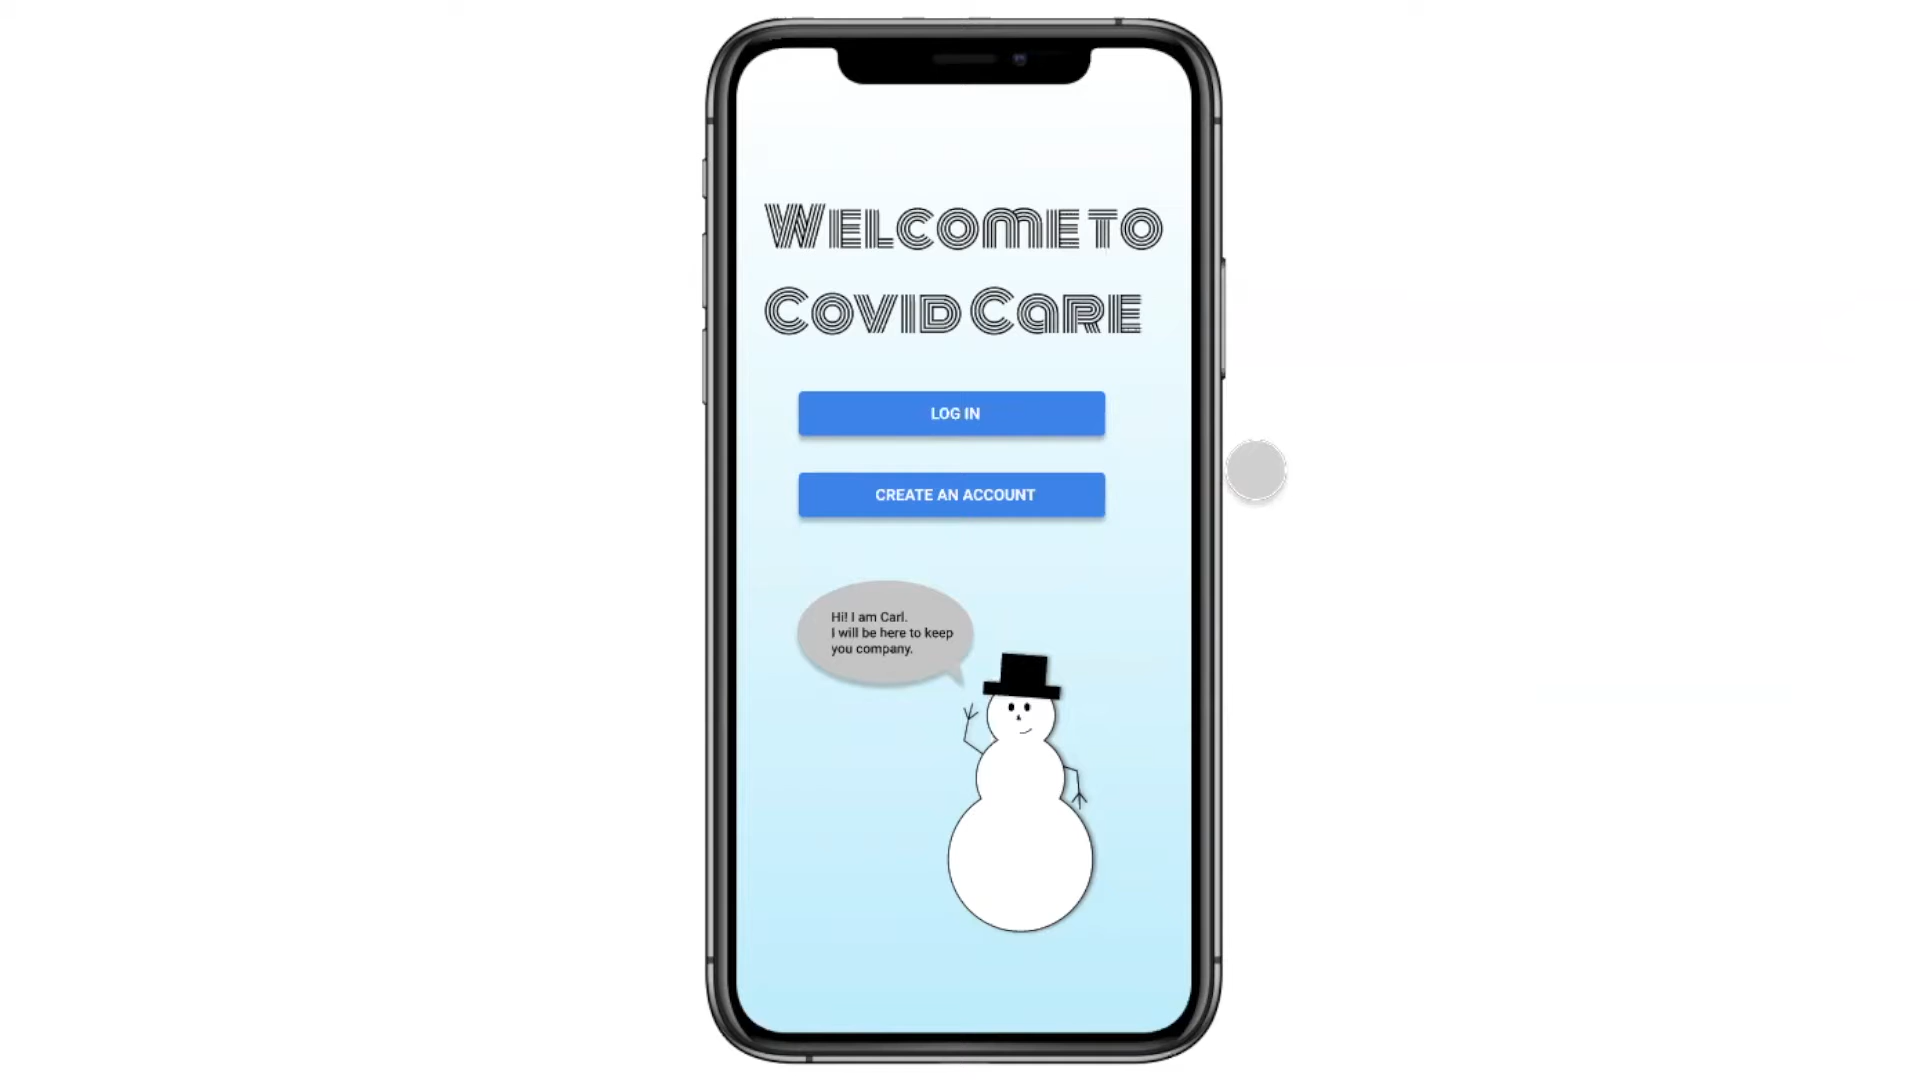 Welcome to
Covid Care
LOG IN
CREATE AN ACCOUNT
Hi! I am Carl.
I will be here to keep
you company.